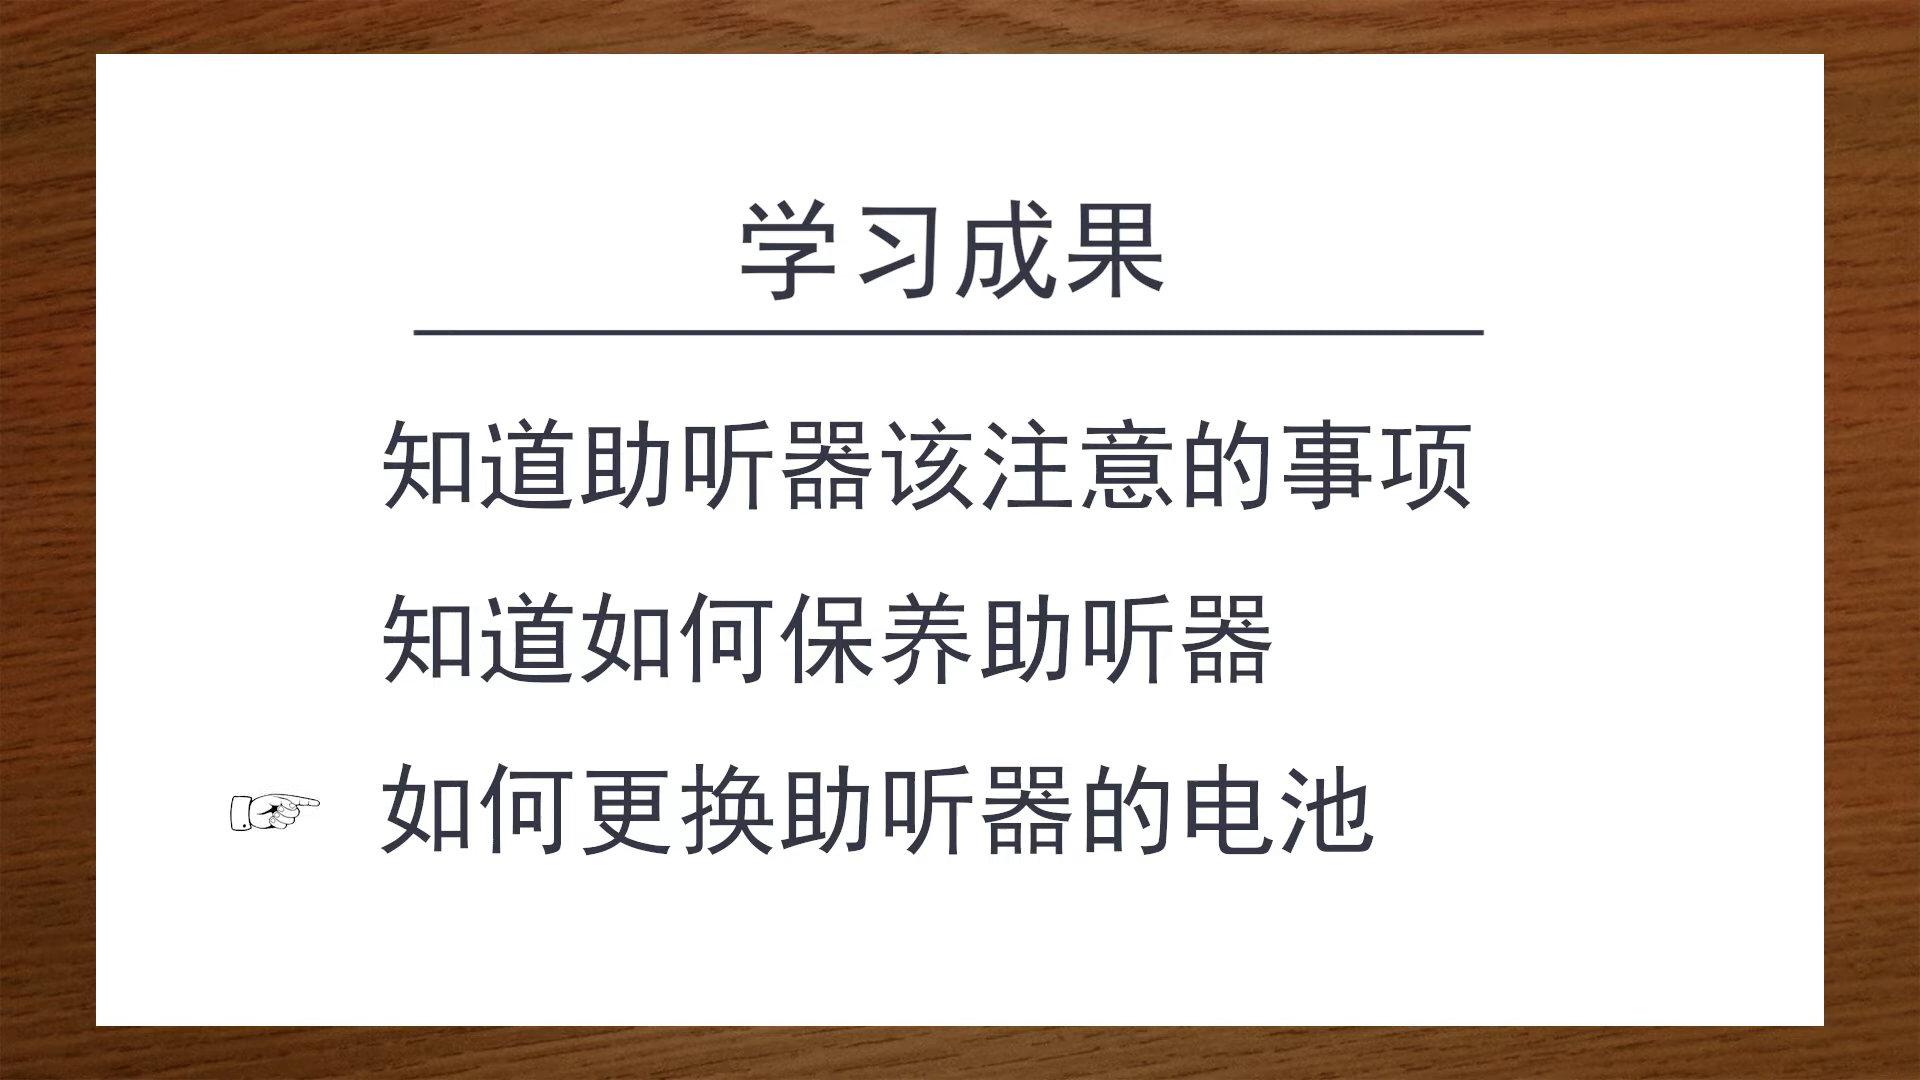 学习成果
知道助听器该注意的事项
知道如何保养助听器
如何更换助听器的电池